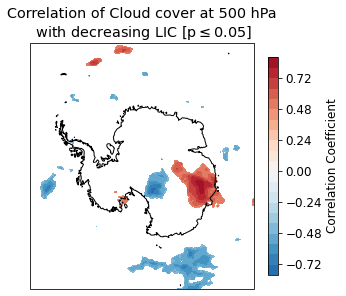 Correlation of Cloud cover at 500 hPa
with decreasing LIC [p ≤ 0.05]
0.72
0.48
0.24
0.00
−0.24
−0.48
−0.72
Correlation Coefficient